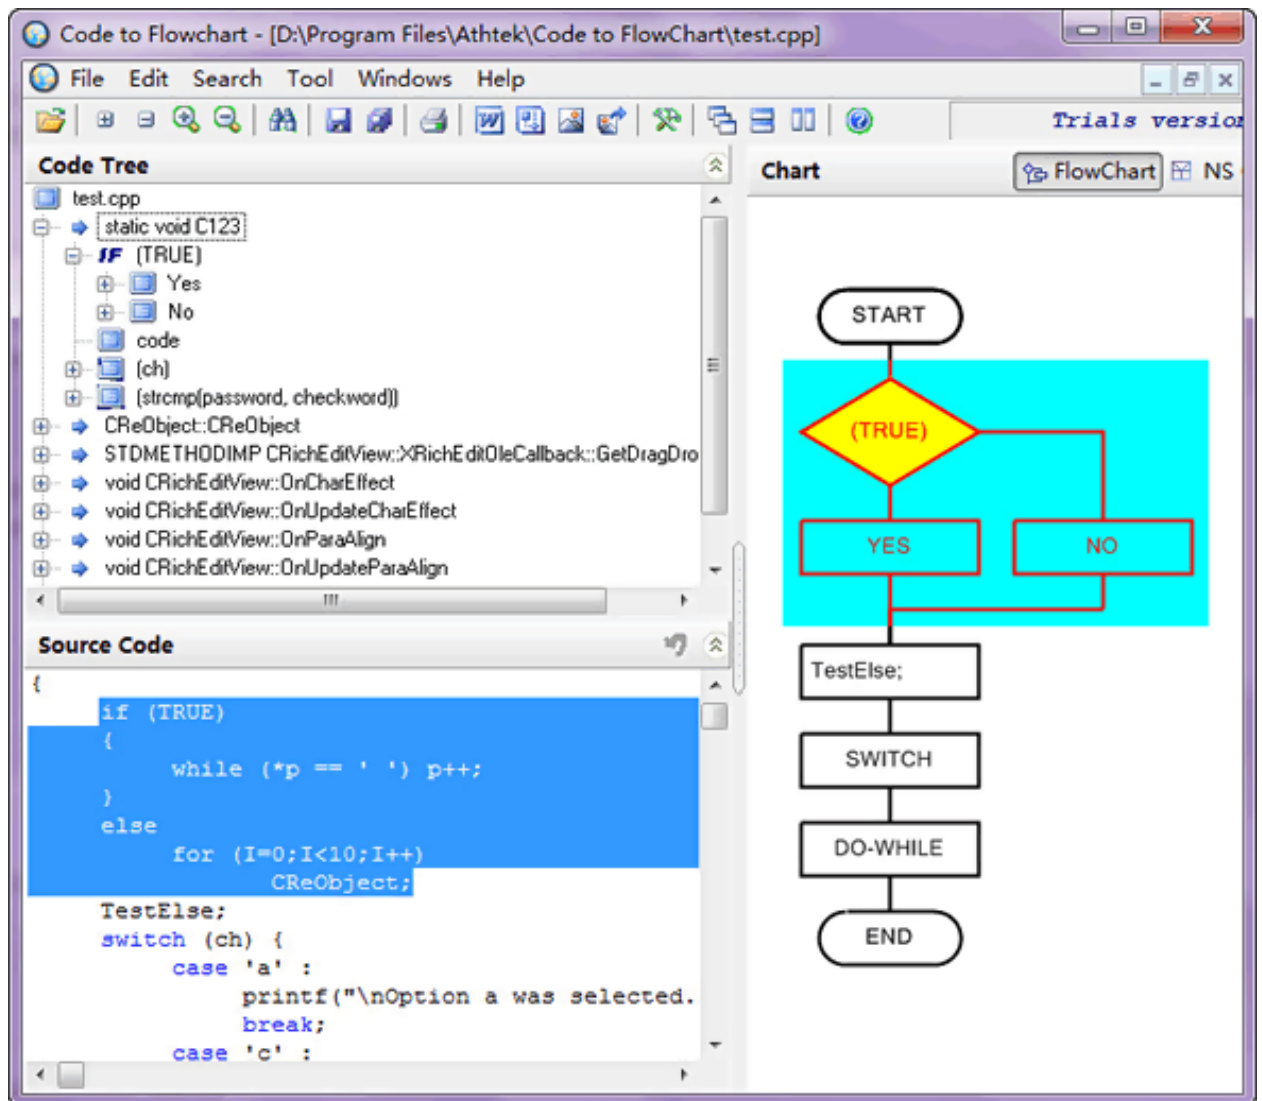 Code to Flowchart - [D:\Program Files\Athtek\Code to FlowChart\test.cpp]
File Edit Search Tool Windows Help
Trials version
Code Tree
test.cpp
static void C123
IF (TRUE)
Yes
No
code
(ch)
(strcmp(password, checkword))
CReObject::CReObject
STDMETHODIMP CRichEditView::XRichEditOleCallback::GetDragDro
void CRichEditView::OnCharEffect
void CRichEditView::OnUpdateCharEffect
void CRichEditView::OnParaAlign
void CRichEditView::OnUpdateParaAlign
Source Code
{
if (TRUE)
{
while (*p == ' ') p++;
}
else
for (I=0;I<10;I++)
CReObject;
TestElse;
switch (ch) {
case 'a' :
printf("\nOption a was selected.
break;
case 'c' :
Chart FlowChart NS
START
(TRUE)
YES NO
TestElse;
SWITCH
DO-WHILE
END